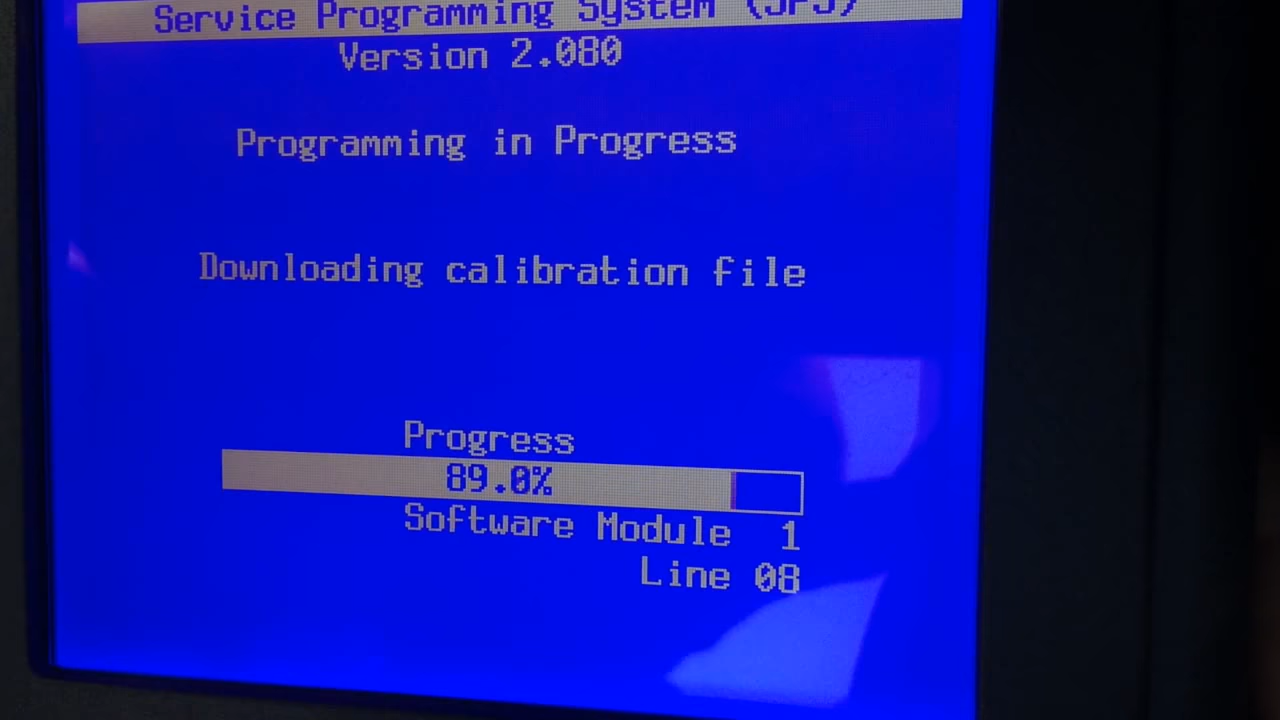 Service Programming System (SPS)
Version 2.080
Programming in Progress
Downloading calibration file
Progress
89.0%
Software Module 1
Line 08